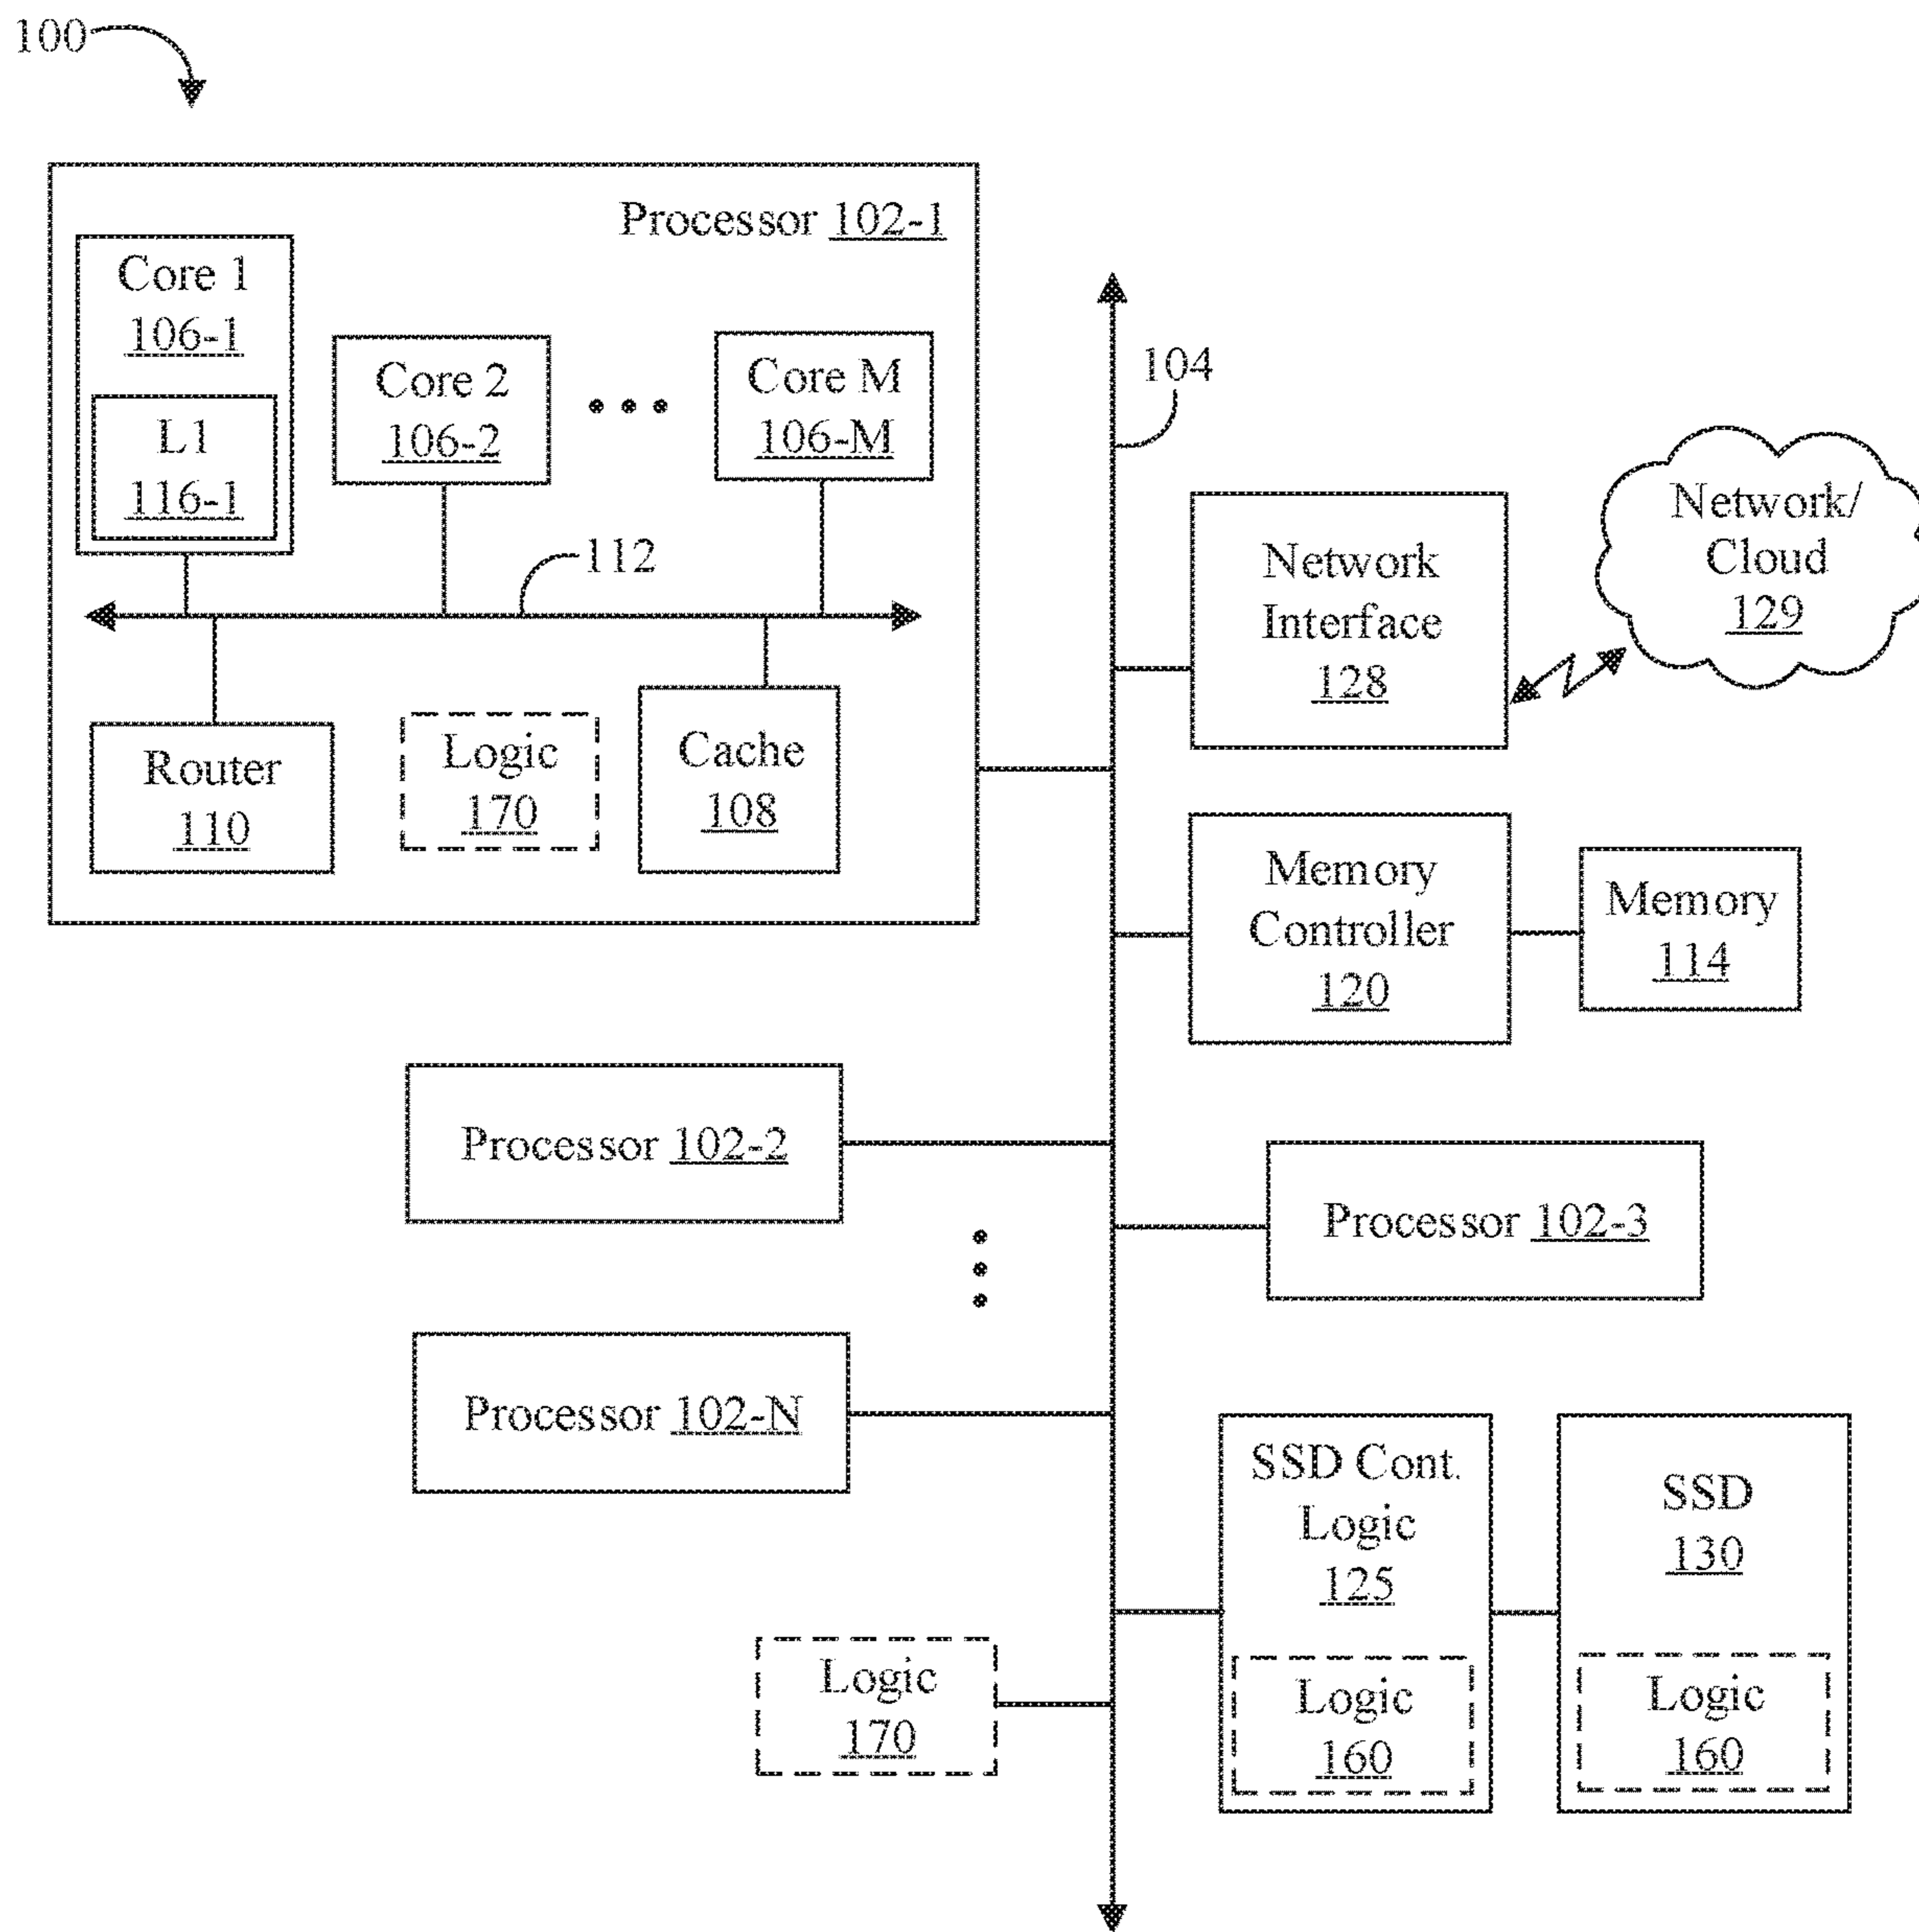 100
Processor 102-1
Core 1
106-1
L1
116-1
Core 2
106-2
Core M
106-M
112
Router
110
Logic
170
Cache
108
104
Network
Interface
128
Network/
Cloud
129
Memory
Controller
120
Memory
114
Processor 102-2
Processor 102-3
Processor 102-N
SSD Cont.
Logic
125
Logic
160
SSD
130
Logic
160
Logic
170